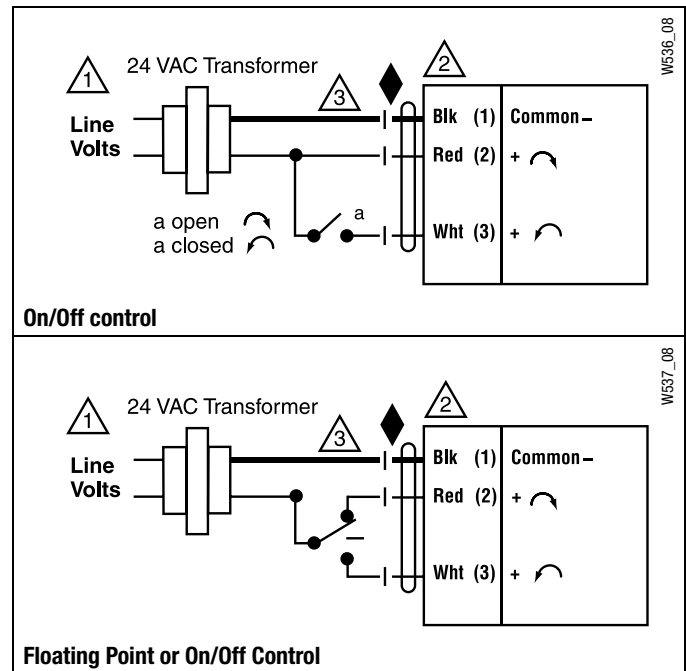 W536_08
1
24 VAC Transformer
3
2
Line
Volts
Blk (1) Common –
Red (2) +
a open
a closed
a
Wht (3) +
On/Off control
W537_08
1
24 VAC Transformer
3
2
Line
Volts
Blk (1) Common –
Red (2) +
Wht (3) +
Floating Point or On/Off Control